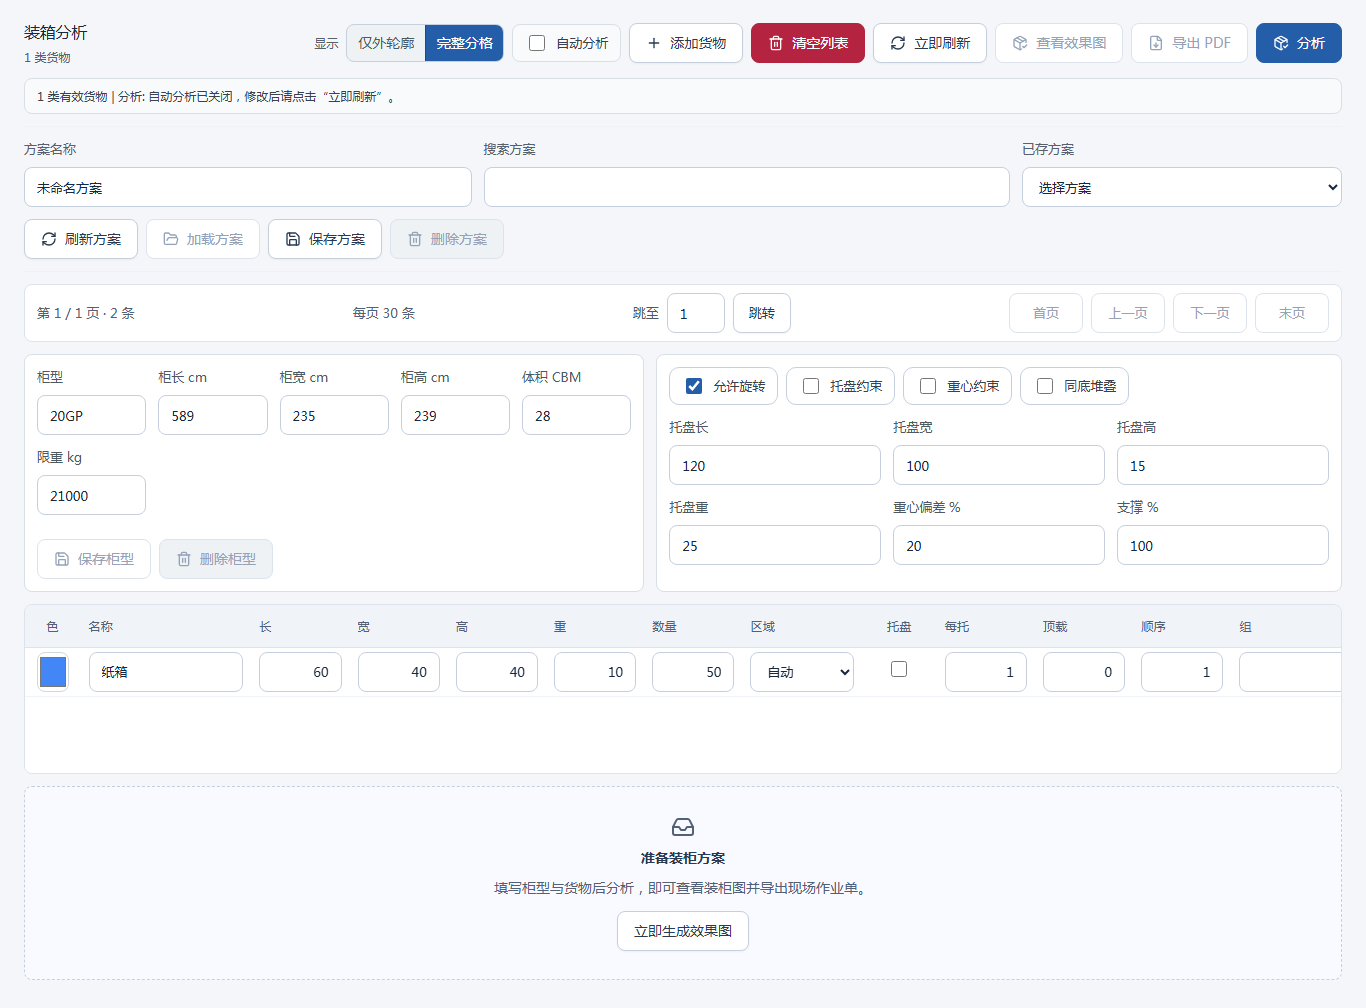 装箱分析
1 类货物
显示 仅外轮廓 完整分格 自动分析 添加货物 清空列表 立即刷新 查看效果图 导出 PDF 分析
1 类有效货物 | 分析: 自动分析已关闭，修改后请点击“立即刷新”。
方案名称 搜索方案 已存方案
未命名方案 选择方案
刷新方案 加载方案 保存方案 删除方案
第 1 / 1 页 · 2 条 每页 30 条 跳至 1 跳转 首页 上一页 下一页 末页
柜型 柜长 cm 柜宽 cm 柜高 cm 体积 CBM
20GP 589 235 239 28
限重 kg
21000
保存柜型 删除柜型
允许旋转 托盘约束 重心约束 同底堆叠
托盘长 托盘宽 托盘高
120 100 15
托盘重 重心偏差 % 支撑 %
25 20 100
色 名称 长 宽 高 重 数量 区域 托盘 每托 顶载 顺序 组
纸箱 60 40 40 10 50 自动 1 0 1
准备装柜方案
填写柜型与货物后分析，即可查看装柜图并导出现场作业单。
立即生成效果图